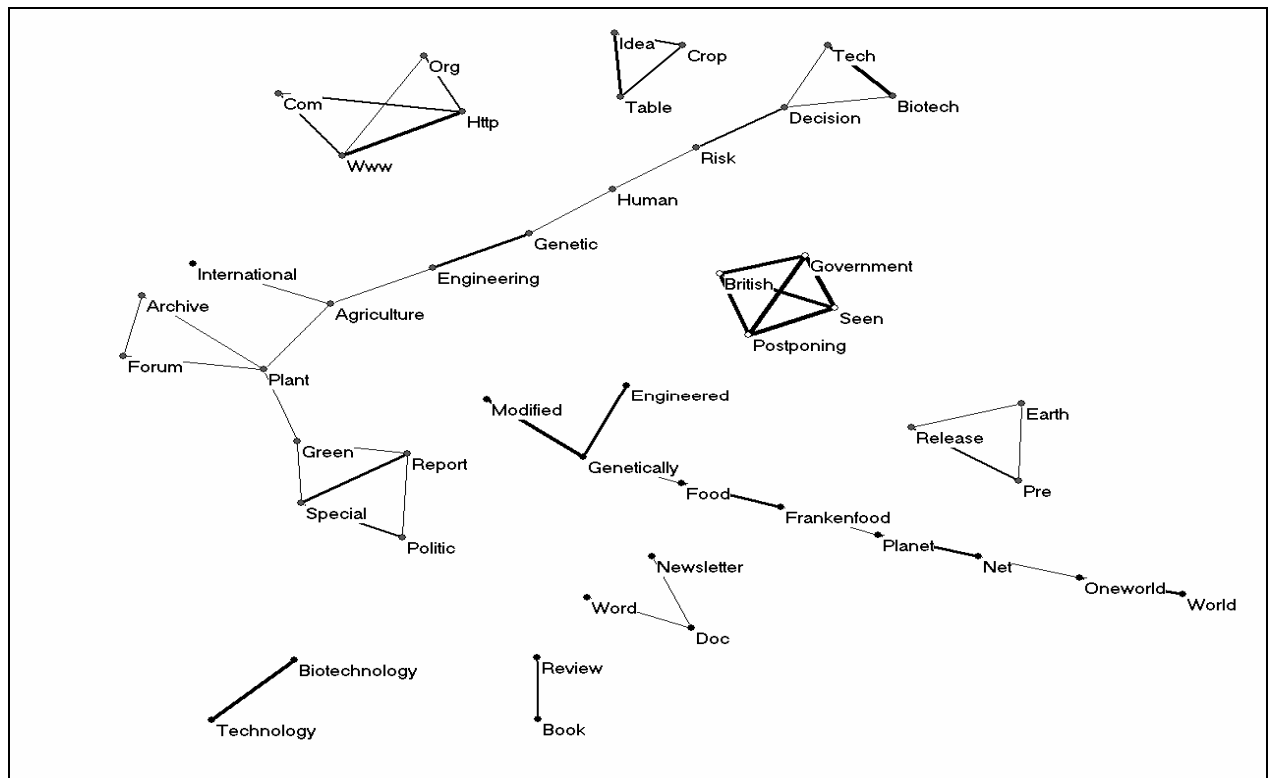 Idea
Crop
Tech
Org
Com
Table
Biotech
Http
Decision
Www
Risk
Human
Genetic
Government
International
Engineering
British
Archive
Agriculture
Seen
Postponing
Forum
Plant
Engineered
Modified
Earth
Release
Green
Report
Genetically
Pre
Food
Special
Frankenfood
Politic
Planet
Newsletter
Net
Oneworld
World
Word
Doc
Review
Biotechnology
Technology
Book